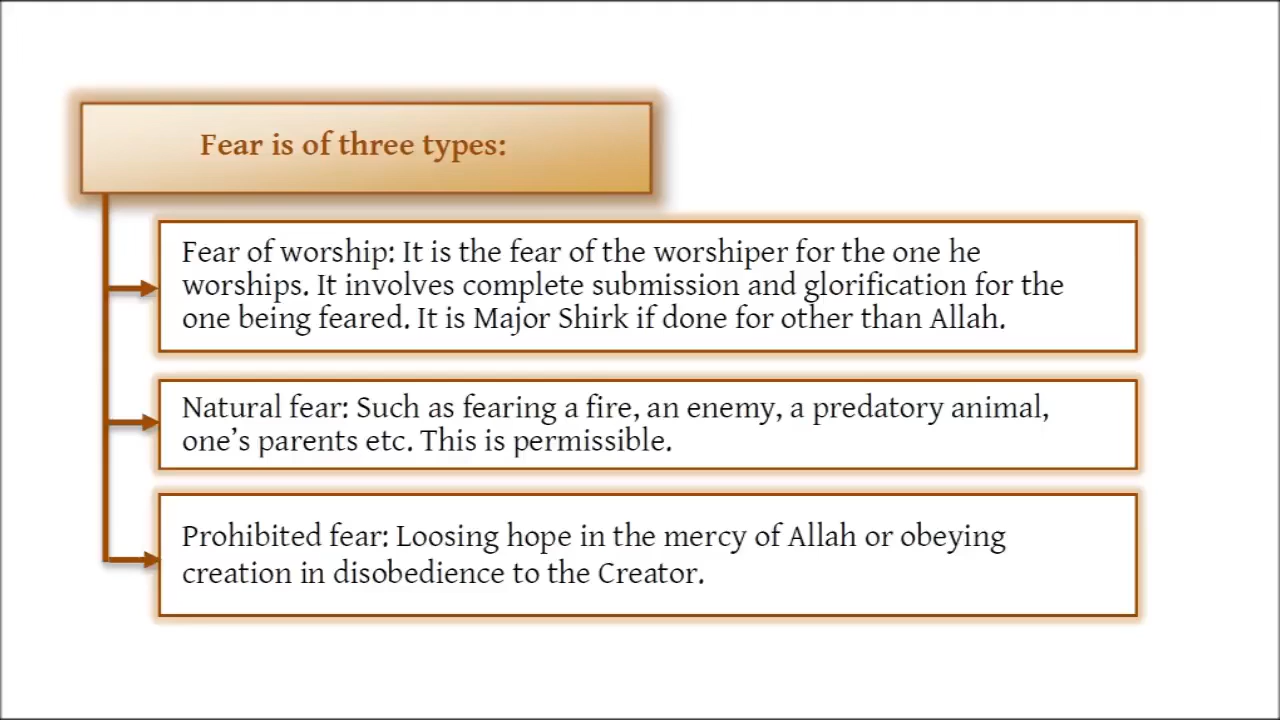 Fear is of three types:
Fear of worship: It is the fear of the worshiper for the one he
worships. It involves complete submission and glorification for the
one being feared. It is Major Shirk if done for other than Allah.
Natural fear: Such as fearing a fire, an enemy, a predatory animal,
one’s parents etc. This is permissible.
Prohibited fear: Loosing hope in the mercy of Allah or obeying
creation in disobedience to the Creator.